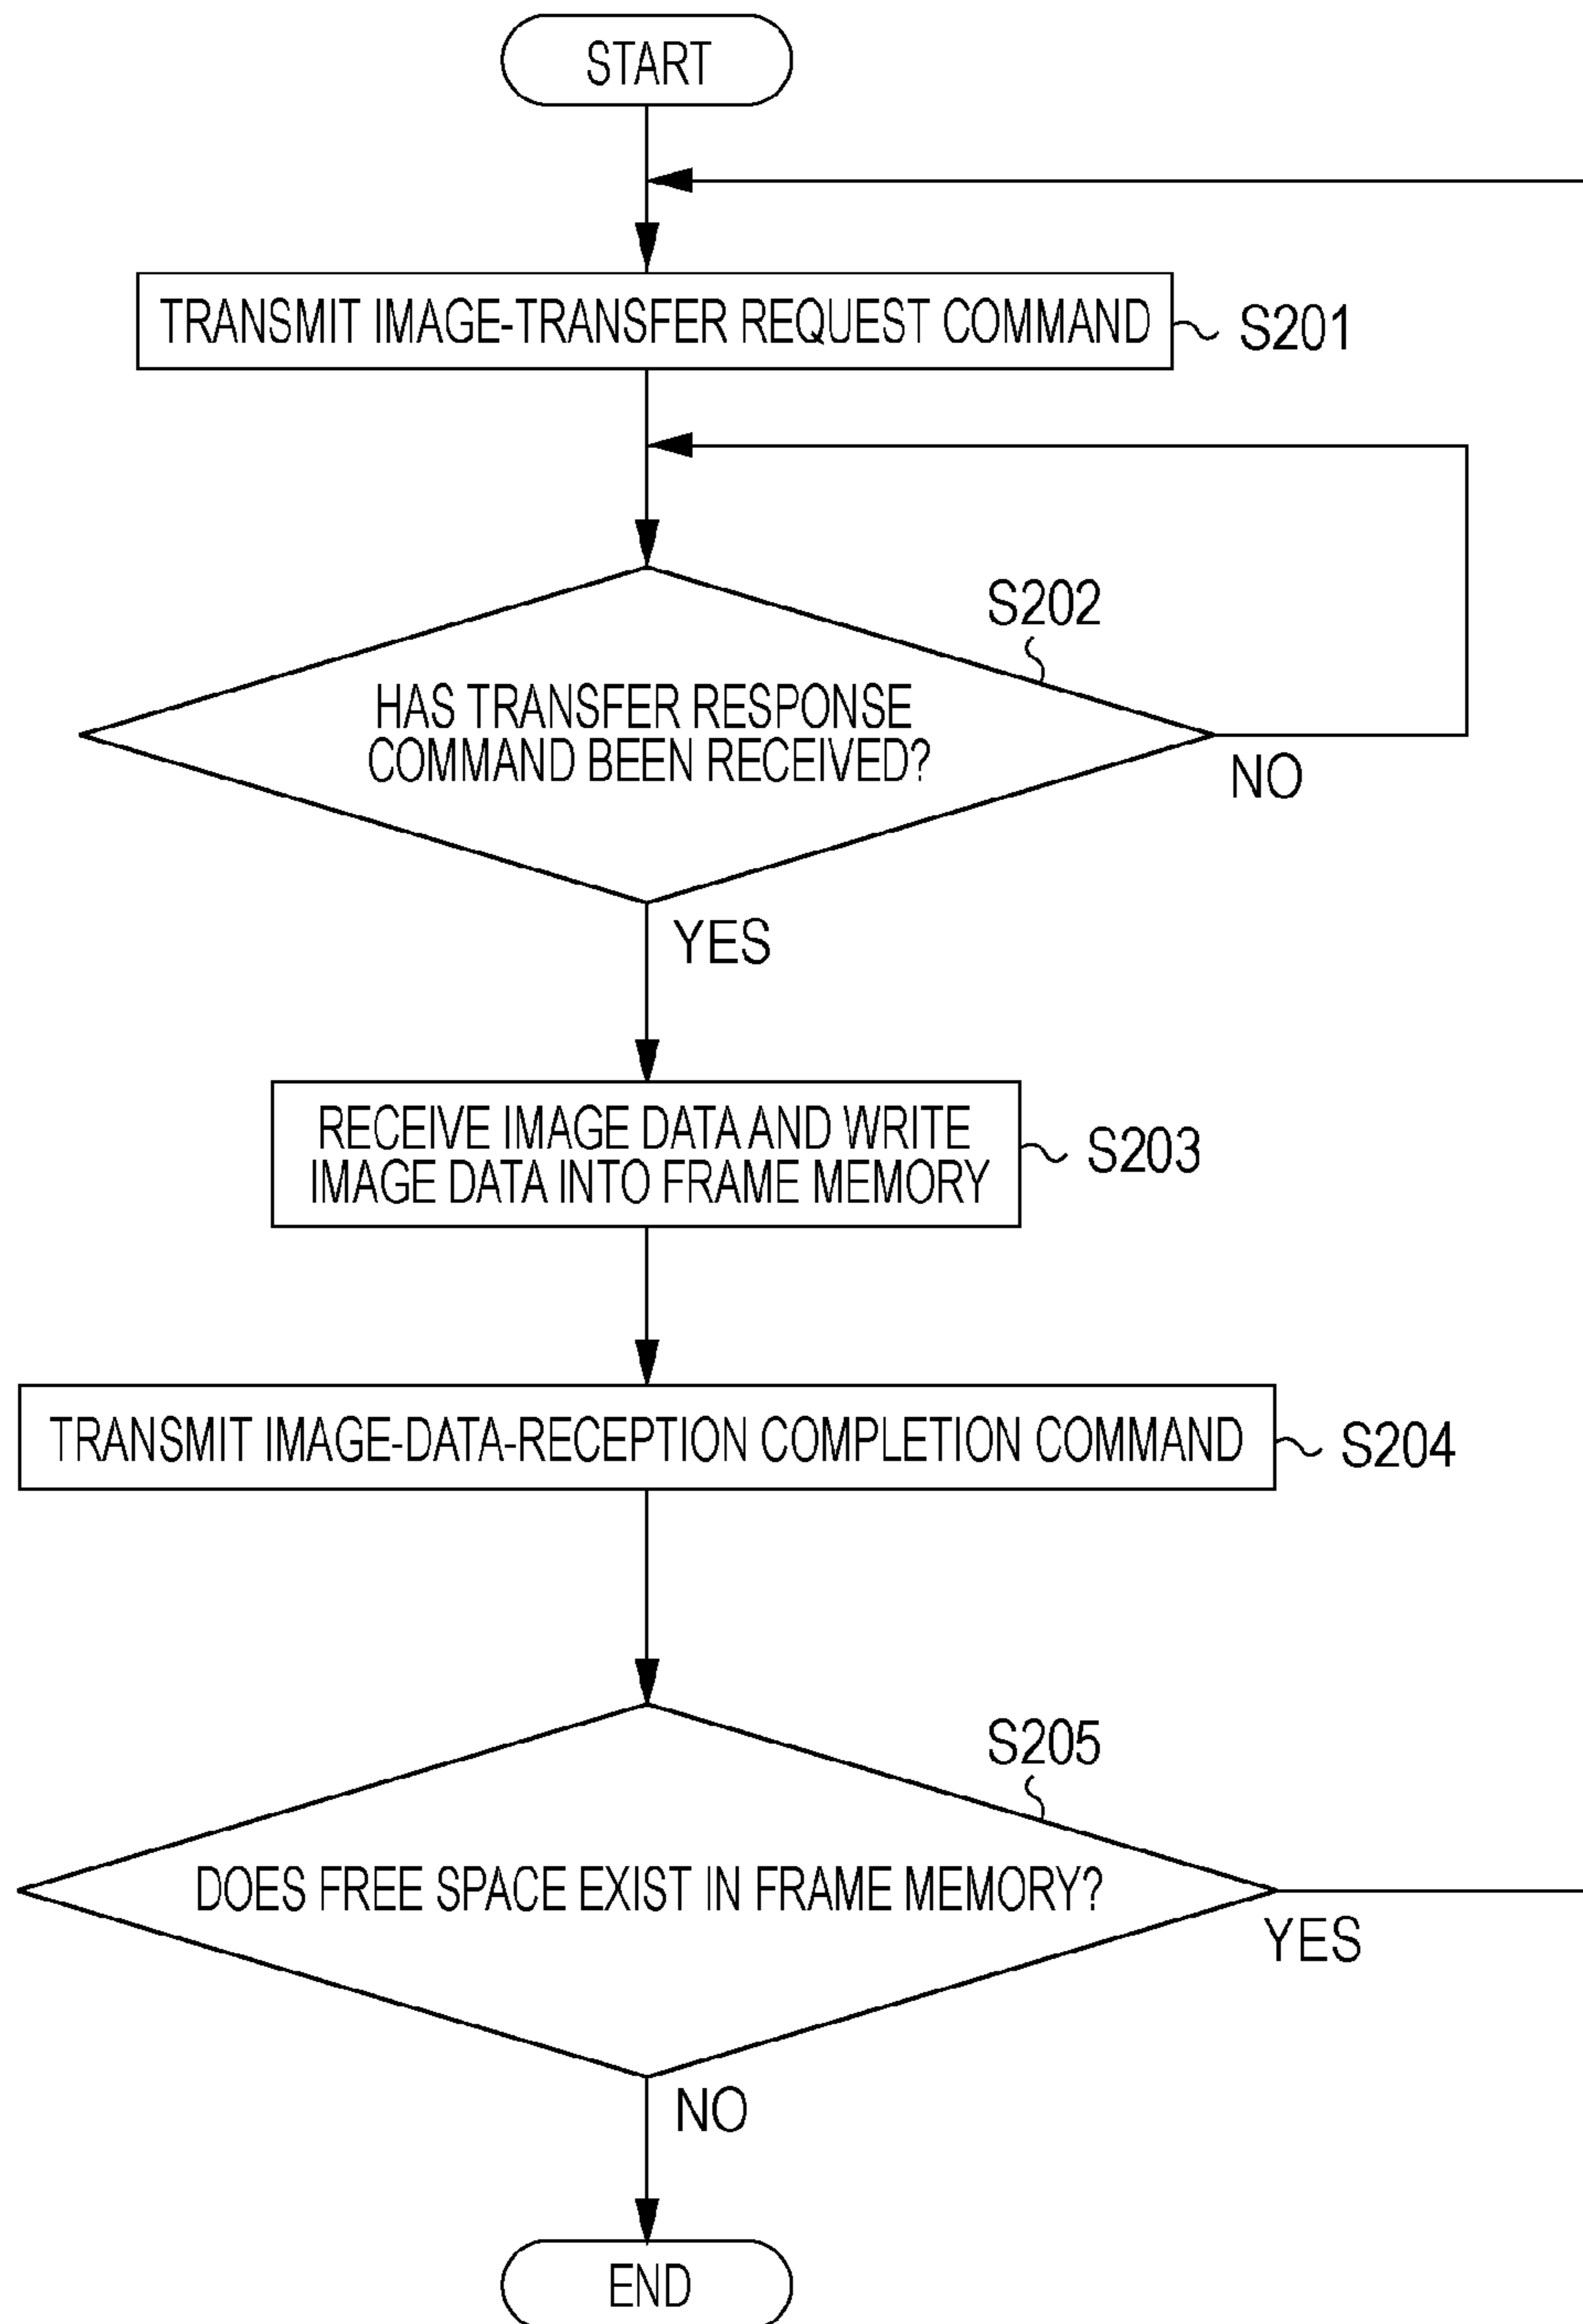 START
TRANSMIT IMAGE-TRANSFER REQUEST COMMAND
S201
S202
HAS TRANSFER RESPONSE
COMMAND BEEN RECEIVED?
NO
YES
RECEIVE IMAGE DATA AND WRITE
IMAGE DATA INTO FRAME MEMORY
S203
TRANSMIT IMAGE-DATA-RECEPTION COMPLETION COMMAND
S204
S205
DOES FREE SPACE EXIST IN FRAME MEMORY?
YES
NO
END